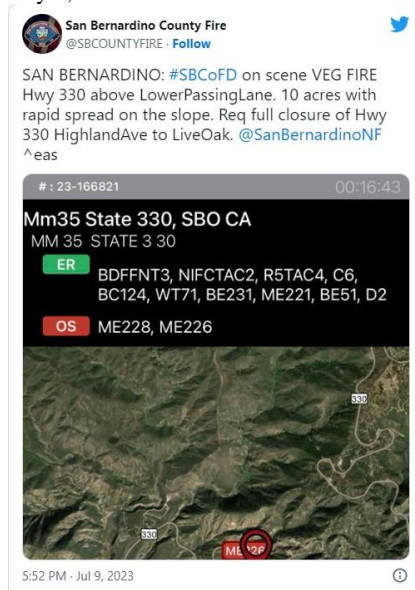 San Bernardino County Fire
@SBCOUNTYFIRE · Follow
SAN BERNARDINO: #SBCoFD on scene VEG FIRE
Hwy 330 above LowerPassingLane. 10 acres with
rapid spread on the slope. Req full closure of Hwy
330 HighlandAve to LiveOak. @SanBernardinoNF
^eas
#: 23-166821
00:16:43
Mm35 State 330, SBO CA
MM 35 STATE 3 30
ER
BDFFNT3, NIFCTAC2, R5TAC4, C6,
BC124, WT71, BE231, ME221, BE51, D2
OS
ME228, ME226
330
330
5:52 PM · Jul 9, 2023